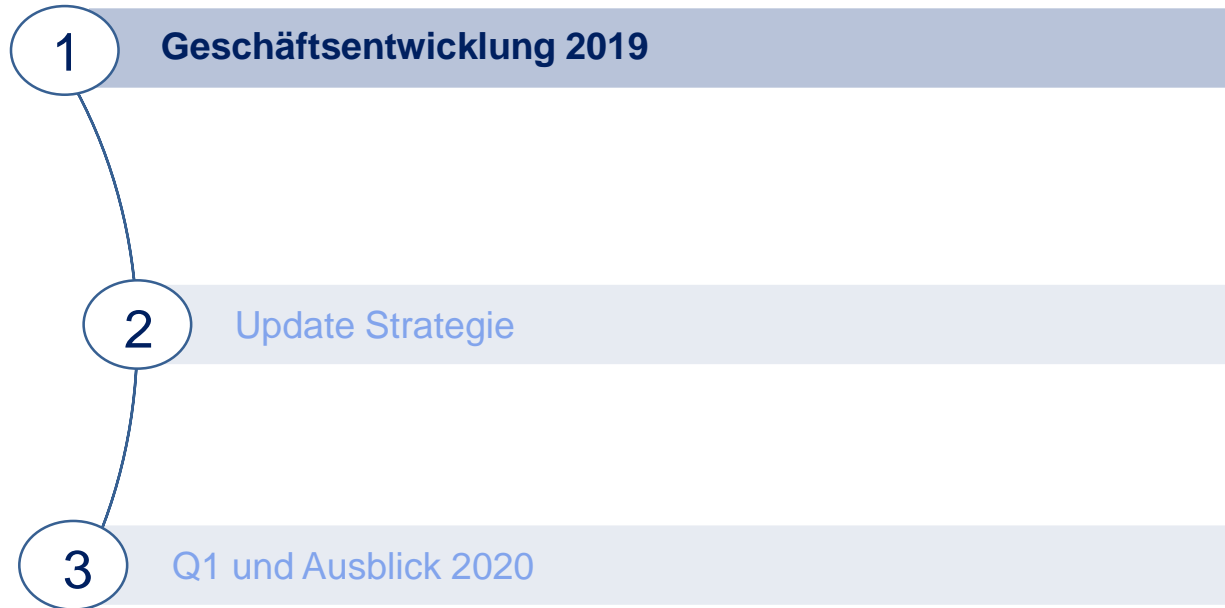 1 Geschäftsentwicklung 2019
2 Update Strategie
3 Q1 und Ausblick 2020